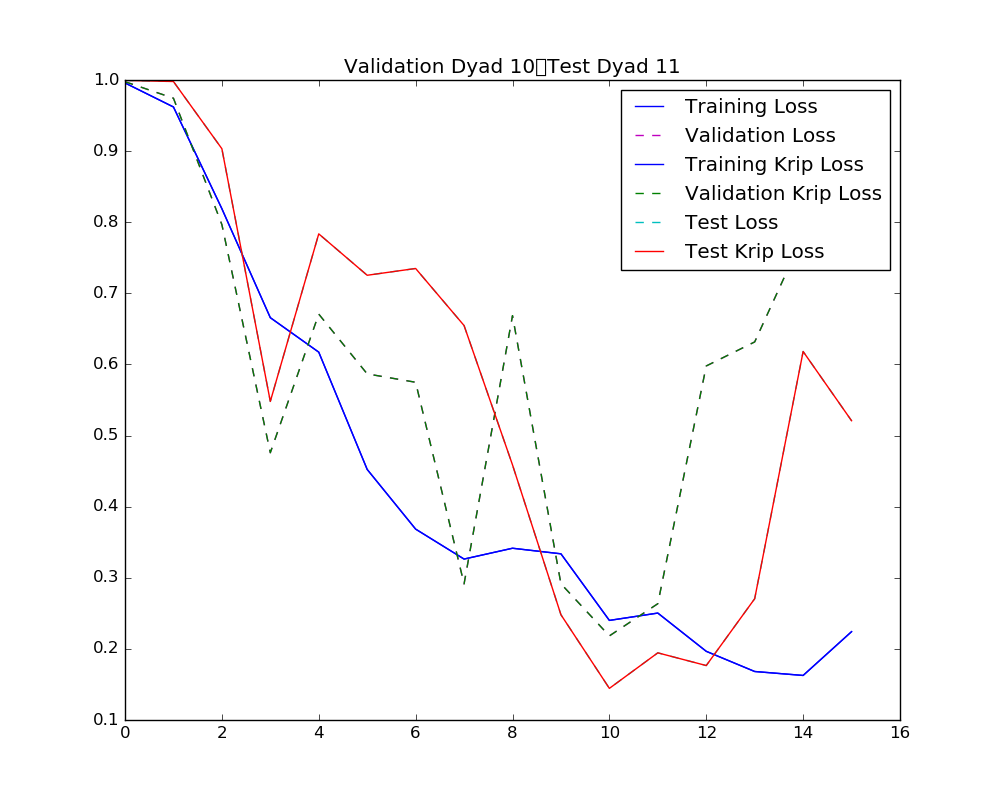 Validation Dyad 10▯Test Dyad 11
1.0
0.9
0.8
0.7
0.6
0.5
0.4
0.3
0.2
0.1
0 2 4 6 8 10 12 14 16
Training Loss
Validation Loss
Training Krip Loss
Validation Krip Loss
Test Loss
Test Krip Loss